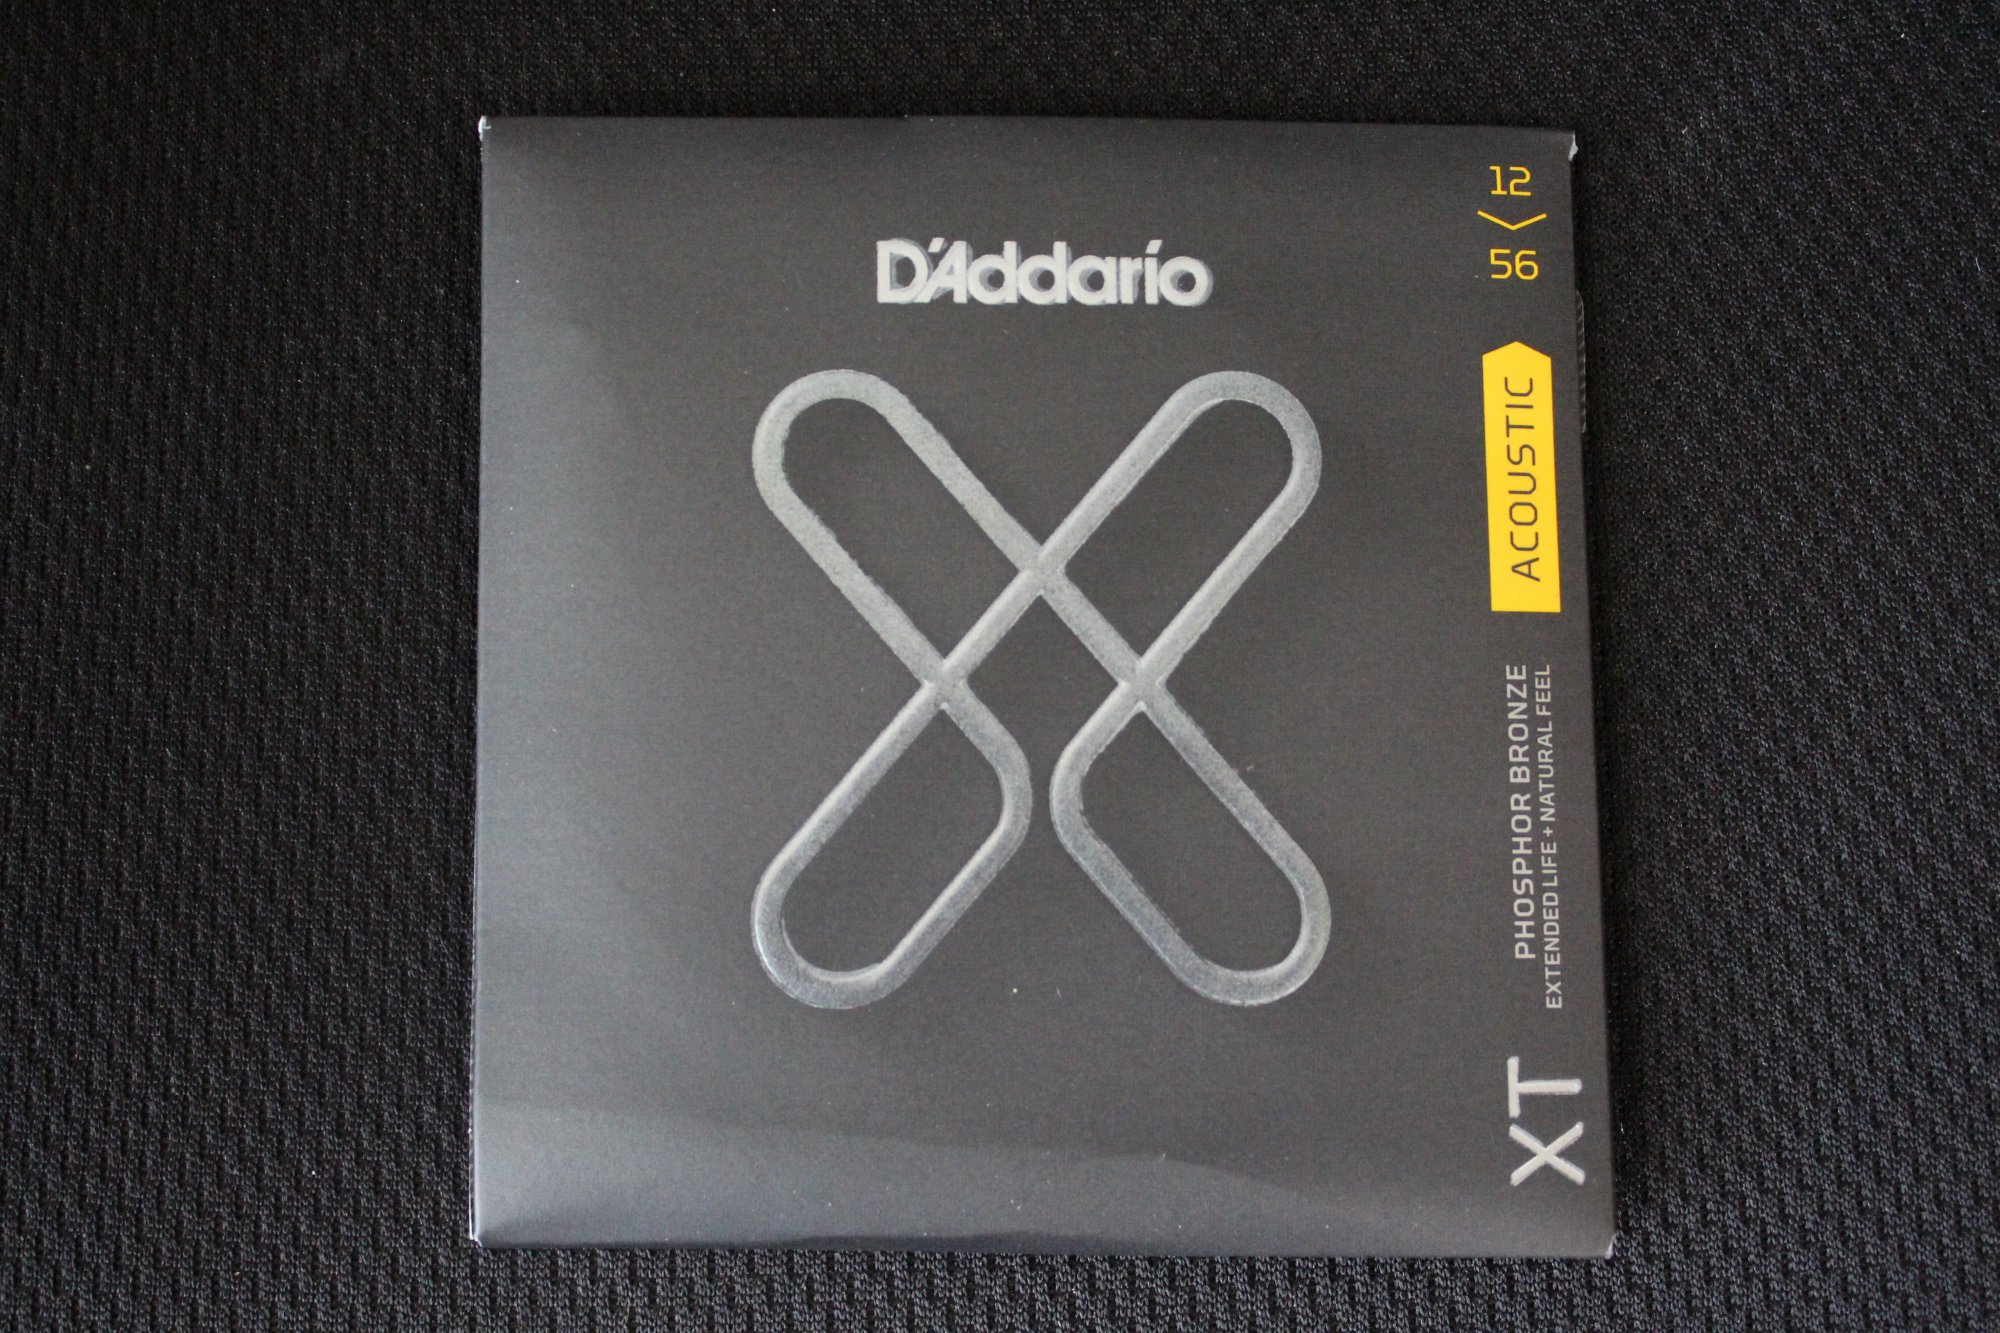 D'Addario
12
56
ACOUSTIC
PHOSPHOR BRONZE
EXTENDED LIFE + NATURAL FEEL
XT